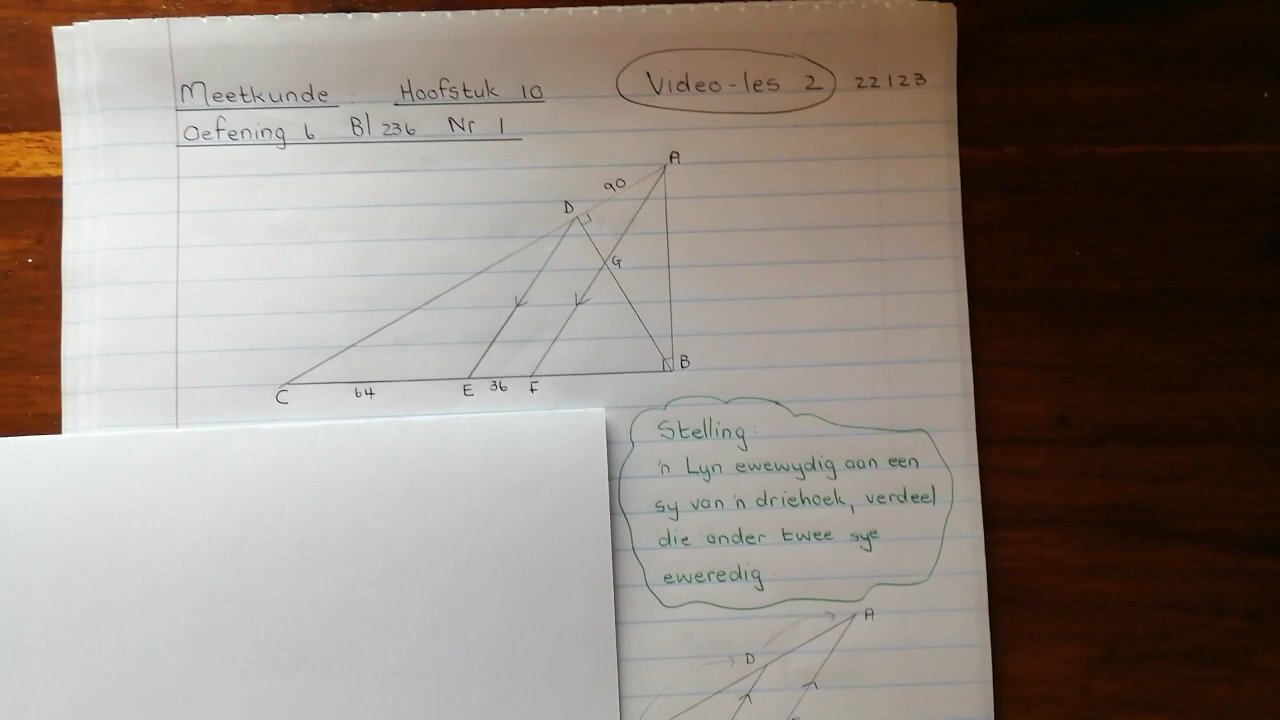 Meetkunde. Hoofstuk 10 Video-les 2 22123
Oefening 6 Bl 236 Nr 1
A
90
D
G
B
C 64 E 36 F
Stelling:
'n Lyn ewewydig aan een
sy van 'n driehoek, verdeel
die ander twee sye
eweredig.
A
D